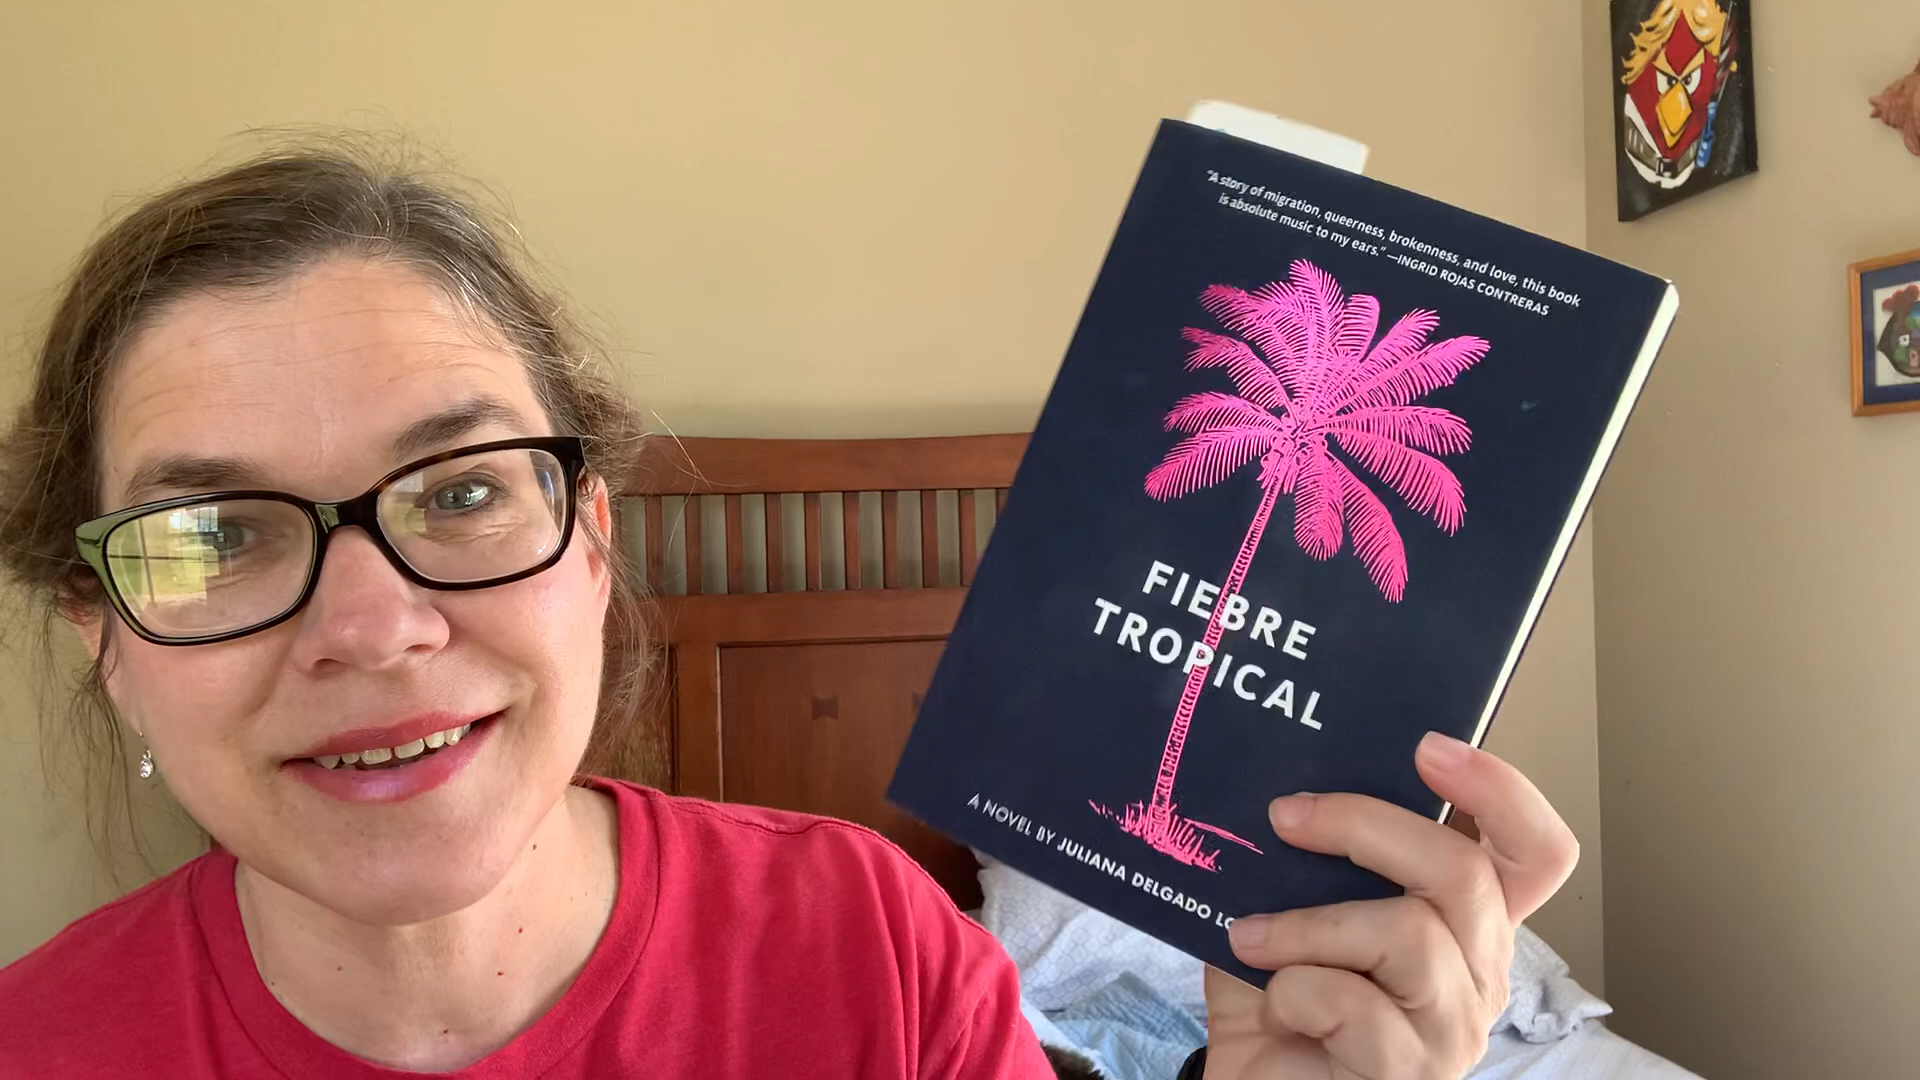 "A story of migration, queerness, brokenness, and love, this book
is absolute music to my ears." —INGRID ROJAS CONTRERAS
FIEBRE
TROPICAL
A NOVEL BY JULIANA DELGADO